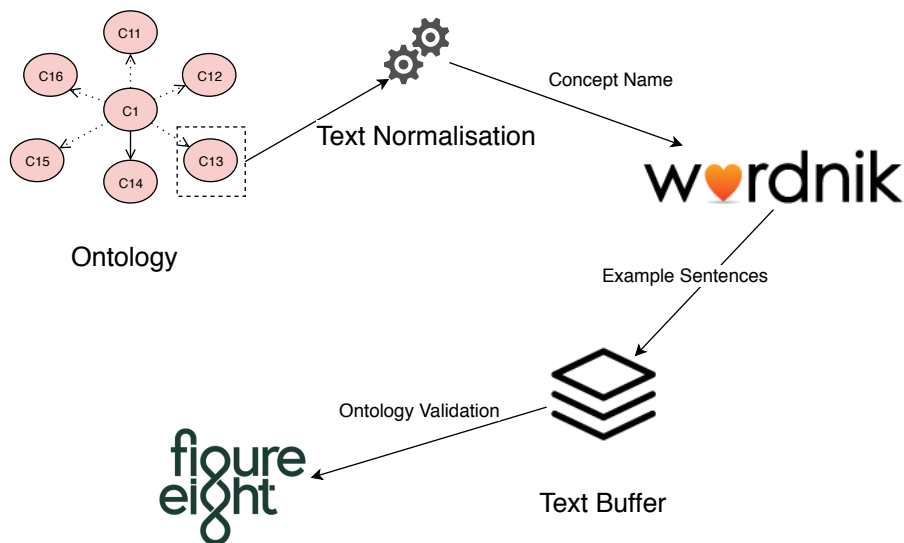 C11
C16
C12
C1
Concept Name
Text Normalisation
C15
C13
C14
wordnik
Ontology
Example Sentences
Ontology Validation
figure
eight
Text Buffer